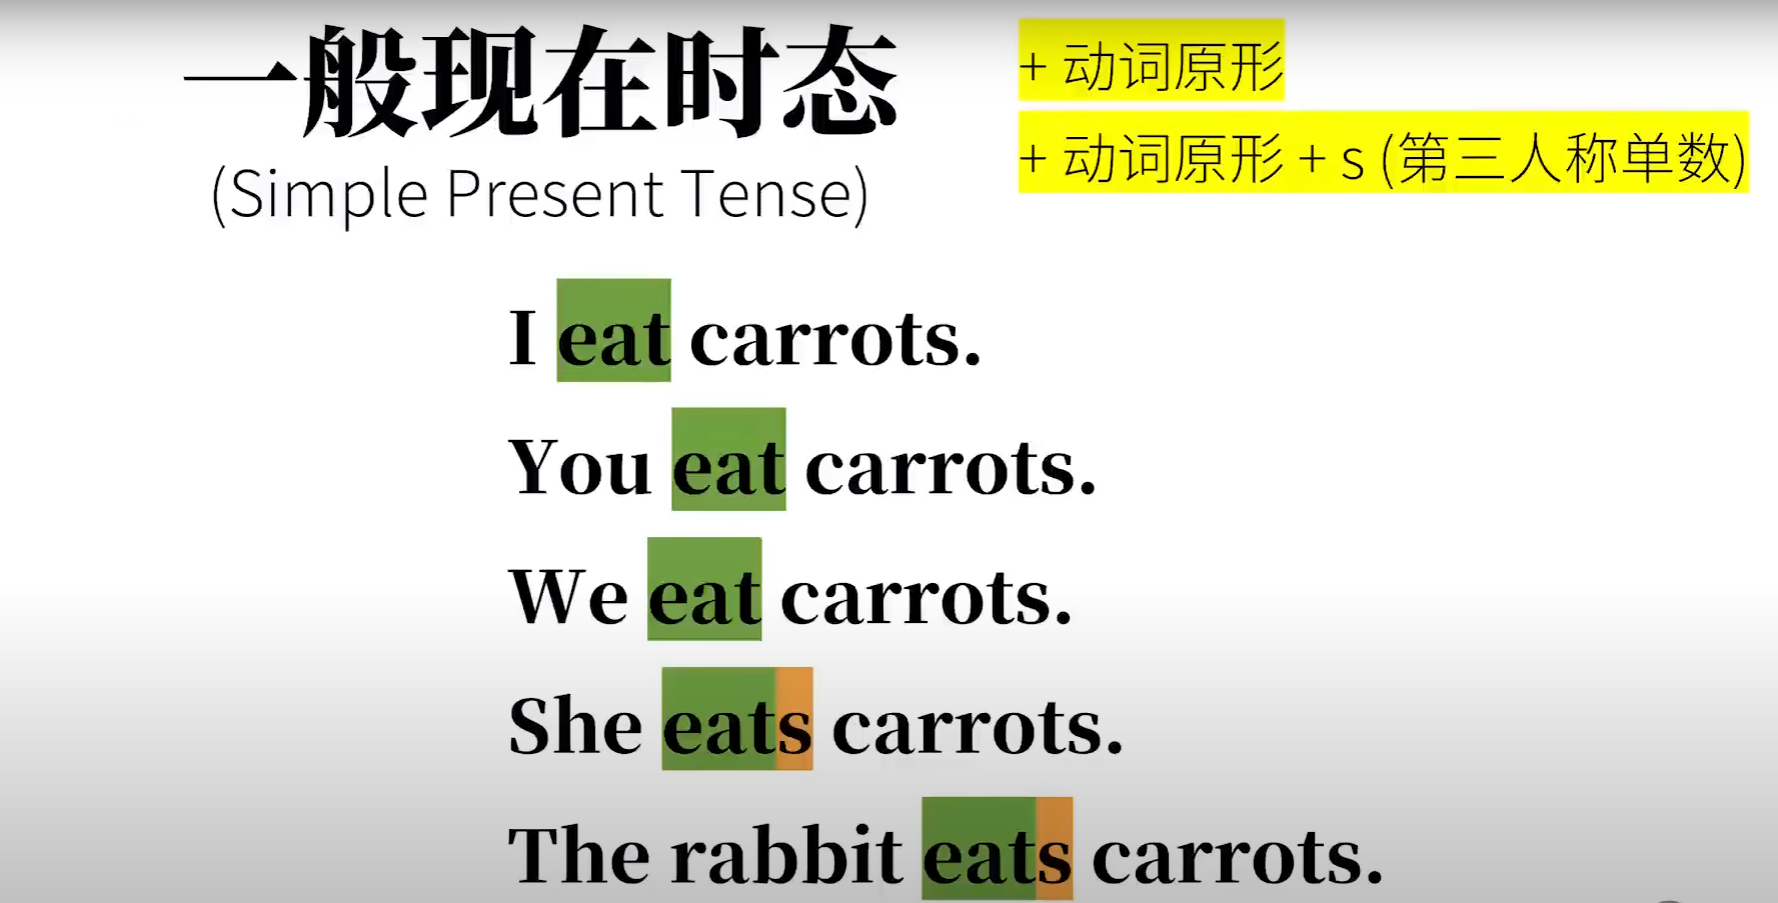 一般现在时态
(Simple Present Tense)
+ 动词原形
+ 动词原形 + s (第三人称单数)
I eat carrots.
You eat carrots.
We eat carrots.
She eats carrots.
The rabbit eats carrots.